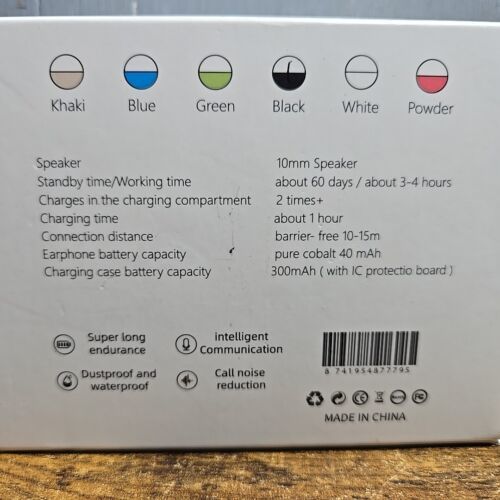 Khaki Blue Green Black White Powder
Speaker 10mm Speaker
Standby time/Working time about 60 days / about 3-4 hours
Charges in the charging compartment 2 times+
Charging time about 1 hour
Connection distance barrier- free 10-15m
Earphone battery capacity pure cobalt 40 mAh
Charging case battery capacity 300mAh ( with IC protectio board )
Super long
endurance
intelligent
Communication
Dustproof and
waterproof
Call noise
reduction
8 741954877795
MADE IN CHINA